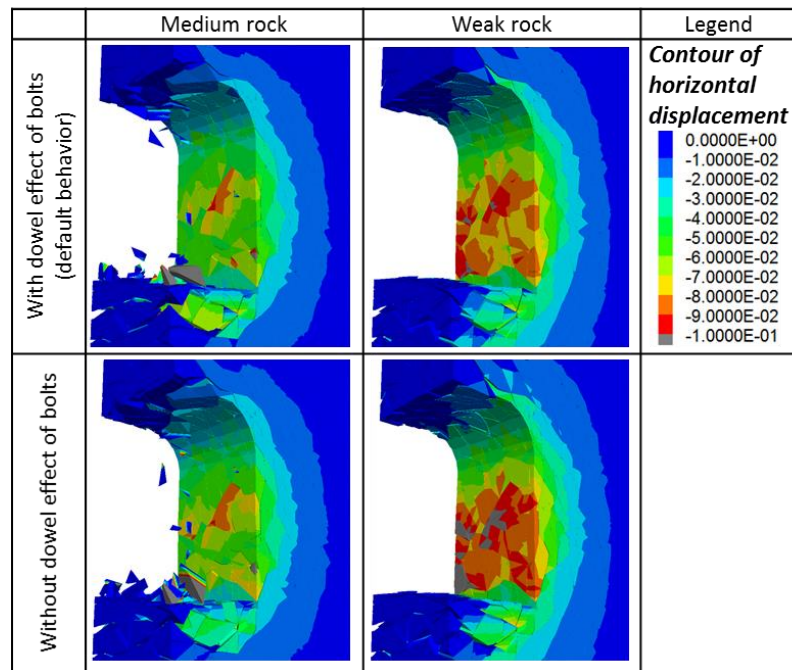 Medium rock
Weak rock
Legend
With dowel effect of bolts
(default behavior)
Contour of
horizontal
displacement
0.0000E+00
-1.0000E-02
-2.0000E-02
-3.0000E-02
-4.0000E-02
-5.0000E-02
-6.0000E-02
-7.0000E-02
-8.0000E-02
-9.0000E-02
-1.0000E-01
Without dowel effect of bolts